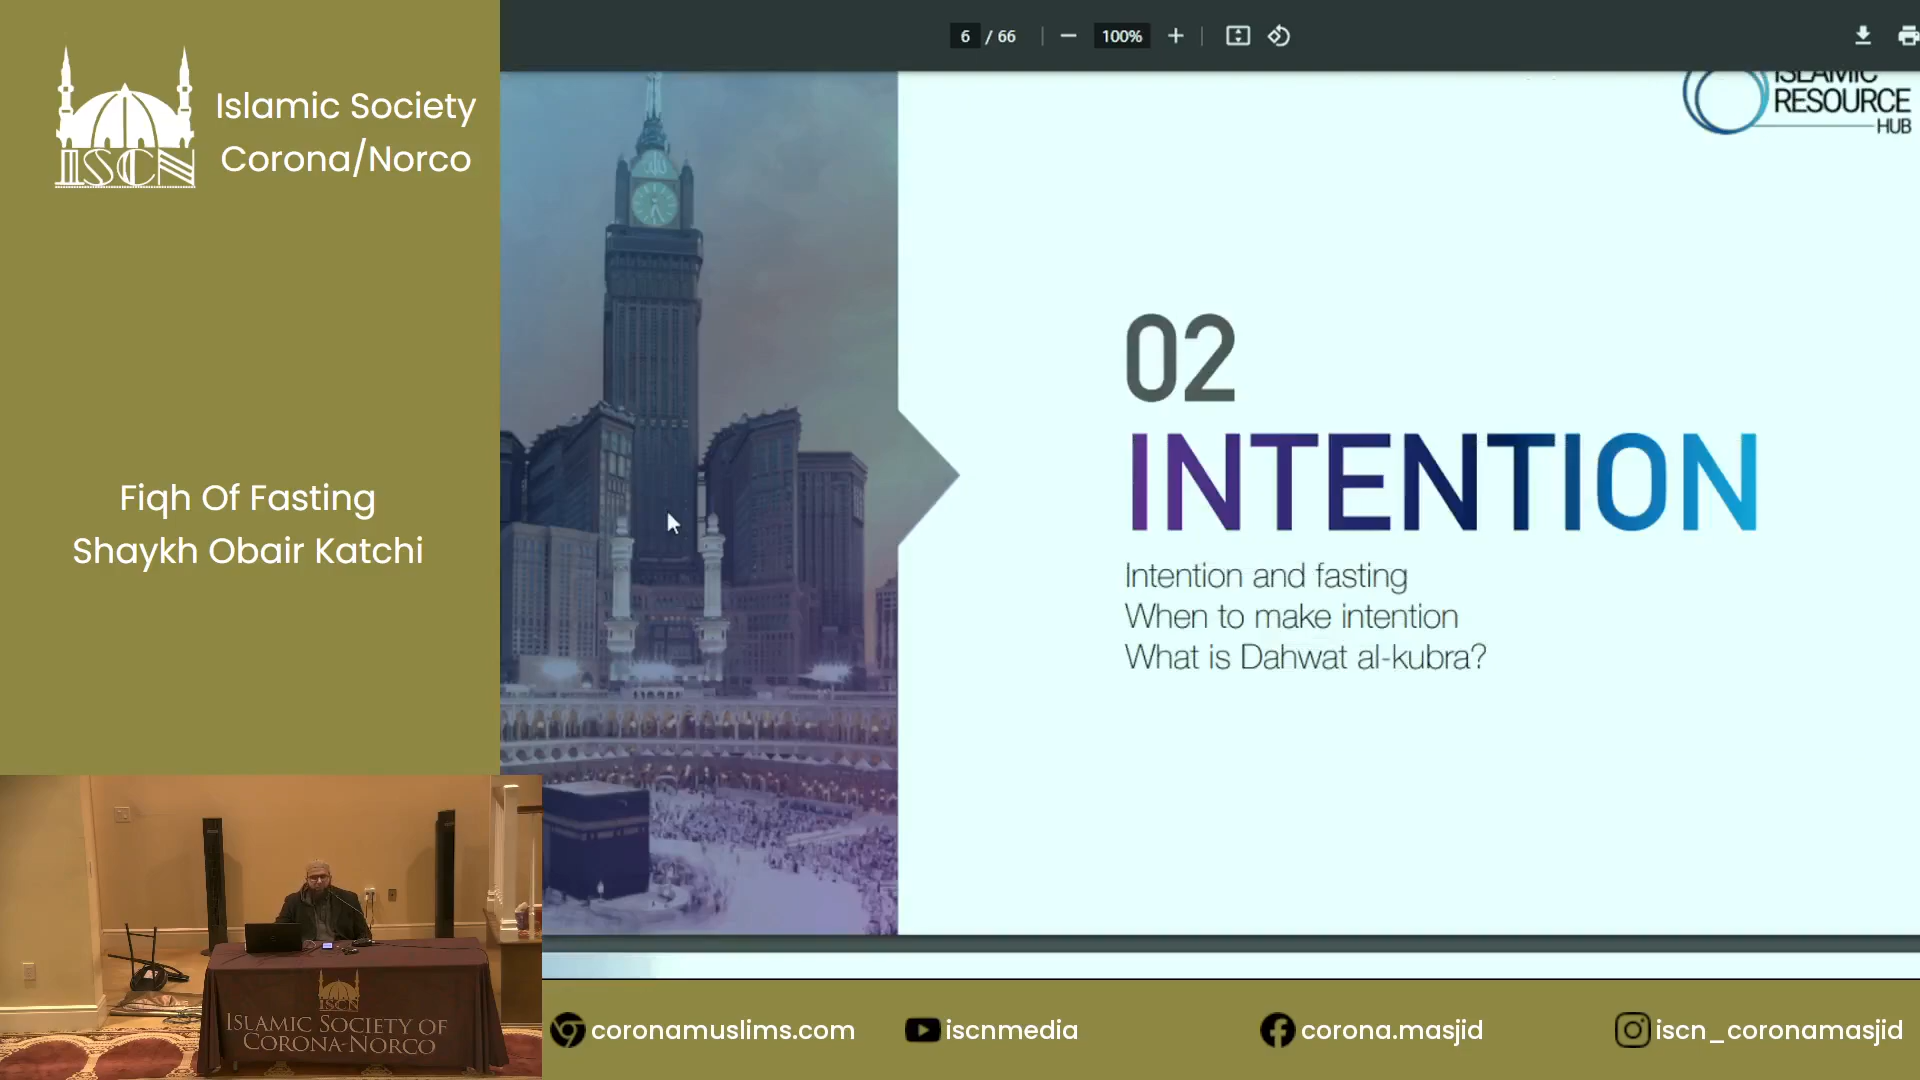 ISCN
Islamic Society
Corona/Norco
Fiqh Of Fasting
Shaykh Obair Katchi
6 / 66
100%
ISLAMIC
RESOURCE
HUB
02
INTENTION
Intention and fasting
When to make intention
What is Dahwat al-kubra?
ISCN
ISLAMIC SOCIETY OF
CORONA-NORCO
coronamuslims.com
iscnmedia
corona.masjid
iscn_coronamasjid